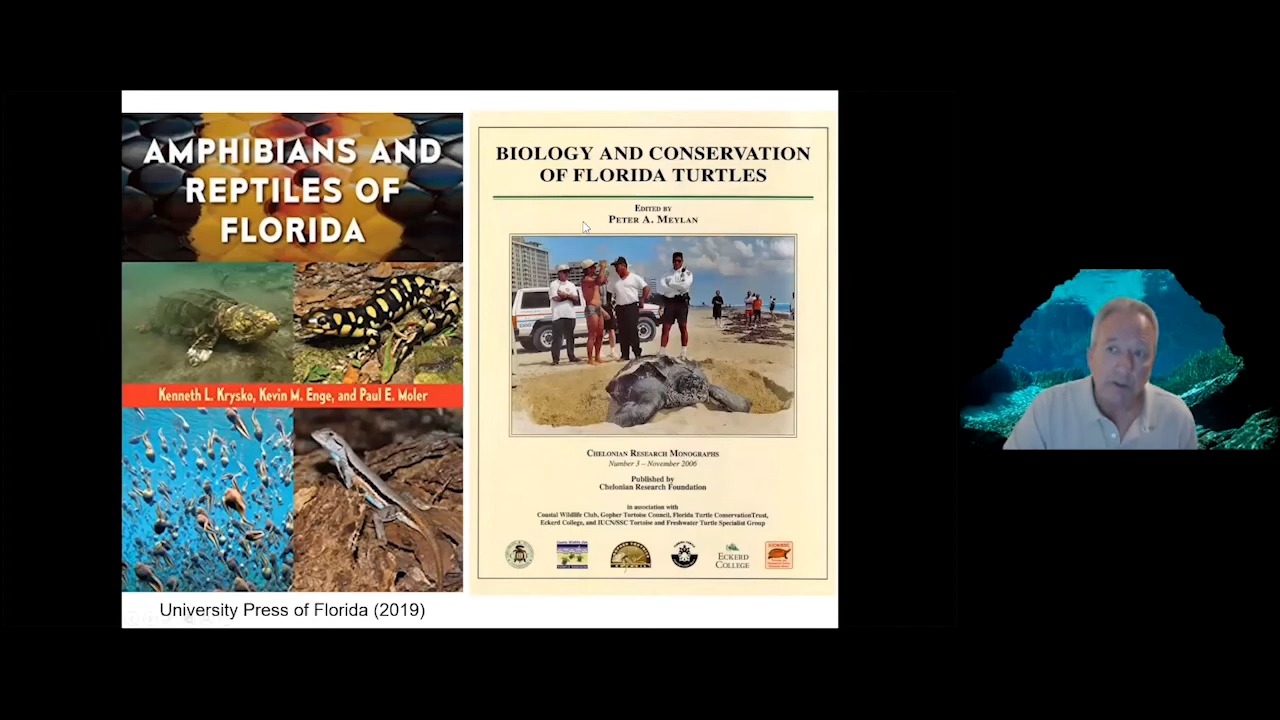 AMPHIBIANS AND
REPTILES OF
FLORIDA
Kenneth L. Krysko, Kevin M. Enge, and Paul E. Moler
University Press of Florida (2019)
BIOLOGY AND CONSERVATION
OF FLORIDA TURTLES
EDITED BY
PETER A. MEYLAN
CHELONIAN RESEARCH MONOGRAPHS
Number 3 – November 2006
Published by
Chelonian Research Foundation
in association with
Coastal Wildlife Club, Gopher Tortoise Council, Florida Turtle ConservationTrust,
Eckerd College, and IUCN/SSC Tortoise and Freshwater Turtle Specialist Group
ECKERD
COLLEGE